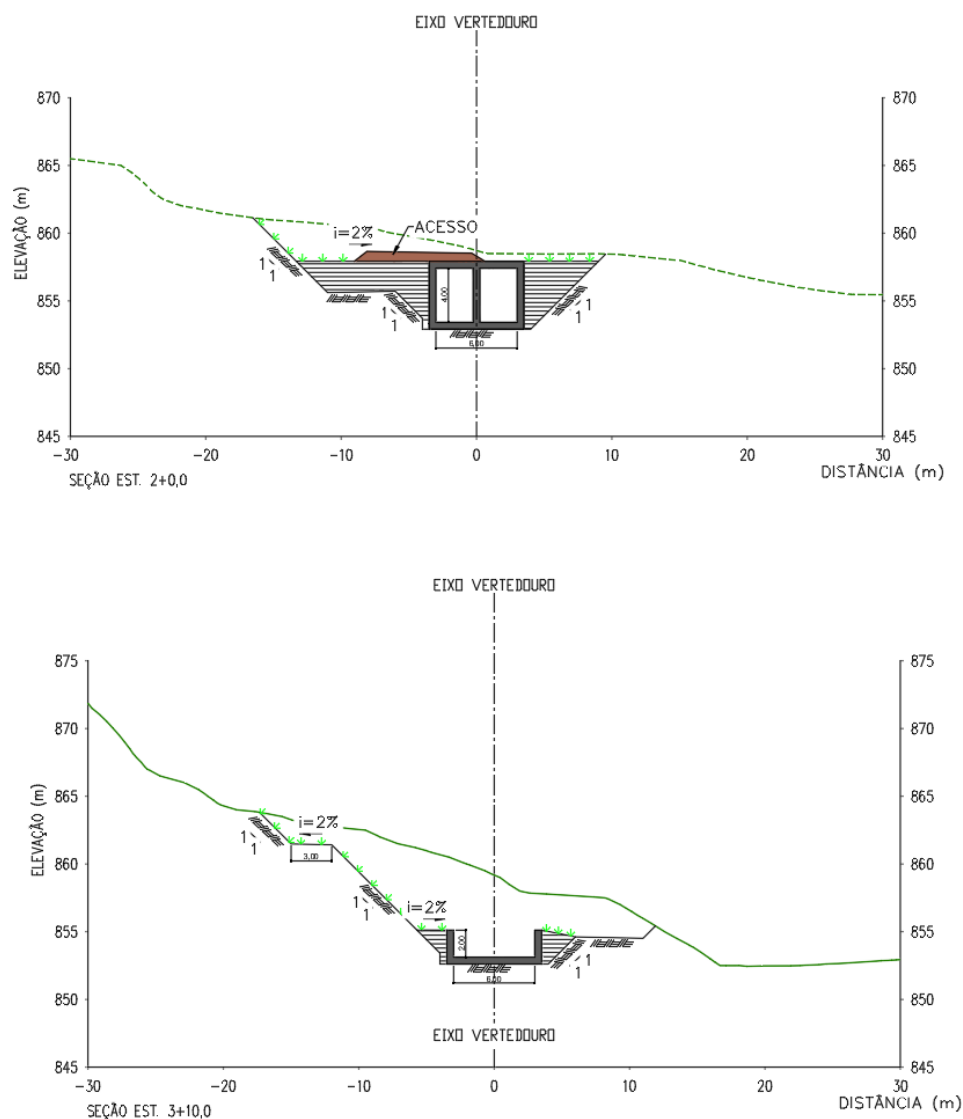 EIXO VERTEDOURO
870 870
865 865
860 860
855 855
850 850
845 845
ELEVAÇÃO (m)
i=2%
ACESSO
1
1
1
1
1
1
4,00
6,00
-30 -20 -10 0 10 20 30
SEÇÃO EST. 2+0,0
DISTÂNCIA (m)
EIXO VERTEDOURO
875 875
870 870
865 865
860 860
855 855
850 850
845 845
ELEVAÇÃO (m)
ELEVAÇÃO (m)
i=2%
3,00
1
1
1
1
i=2%
2,00
1
1
6,00
EIXO VERTEDOURO
-30 -20 -10 0 10 20 30
SEÇÃO EST. 3+10,0
DISTÂNCIA (m)